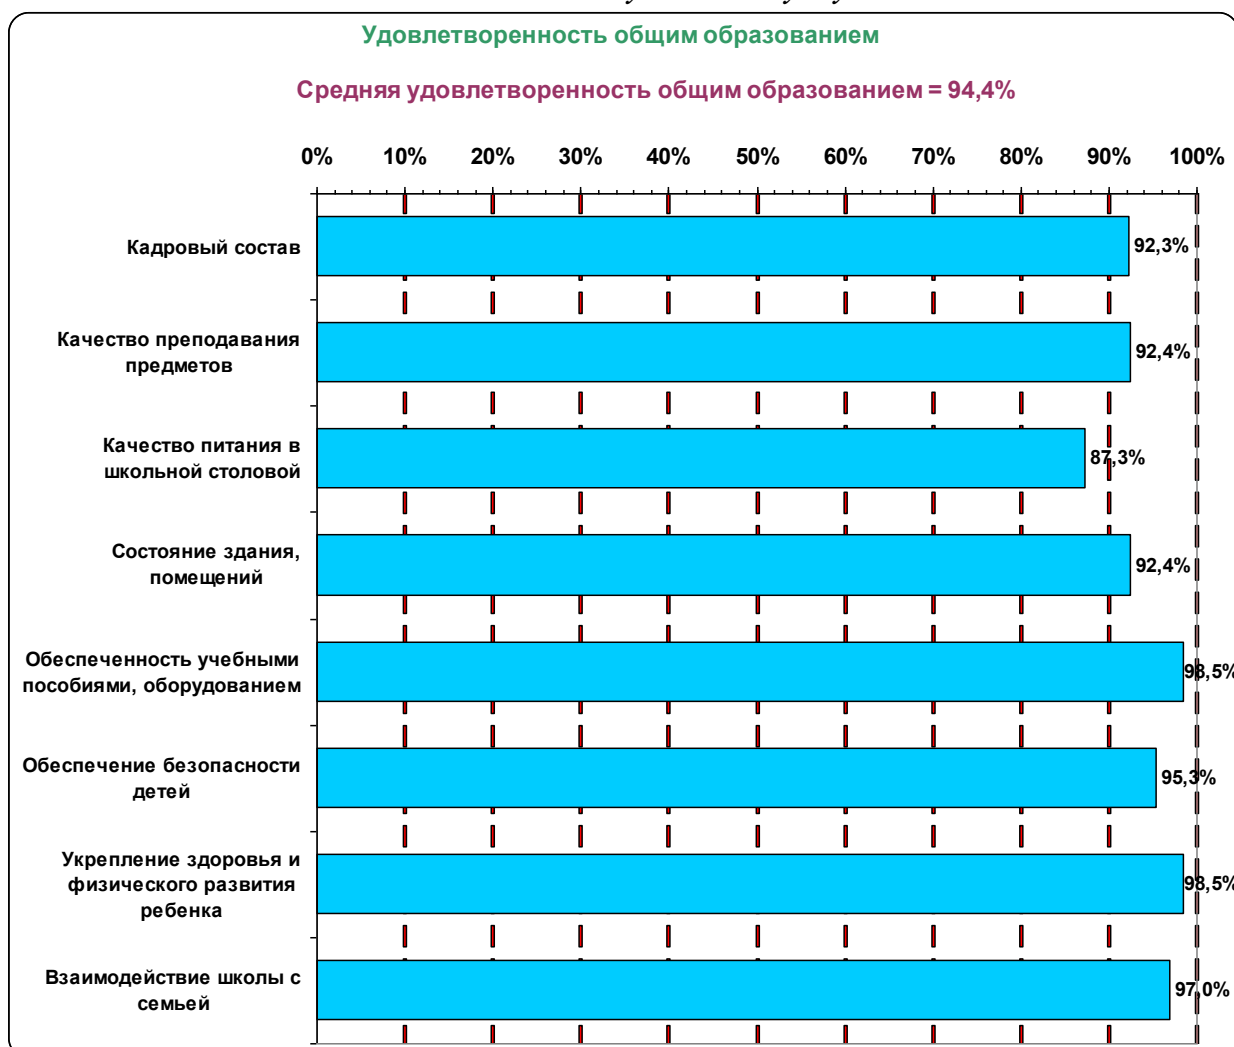 Удовлетворенность общим образованием
Средняя удовлетворенность общим образованием = 94,4%
0% 10% 20% 30% 40% 50% 60% 70% 80% 90% 100%
Кадровый состав
92,3%
Качество преподавания
предметов
92,4%
Качество питания в
школьной столовой
87,3%
Состояние здания,
помещений
92,4%
Обеспеченность учебными
пособиями, оборудованием
98,5%
Обеспечение безопасности
детей
95,3%
Укрепление здоровья и
физического развития
ребенка
98,5%
Взаимодействие школы с
семьей
97,0%